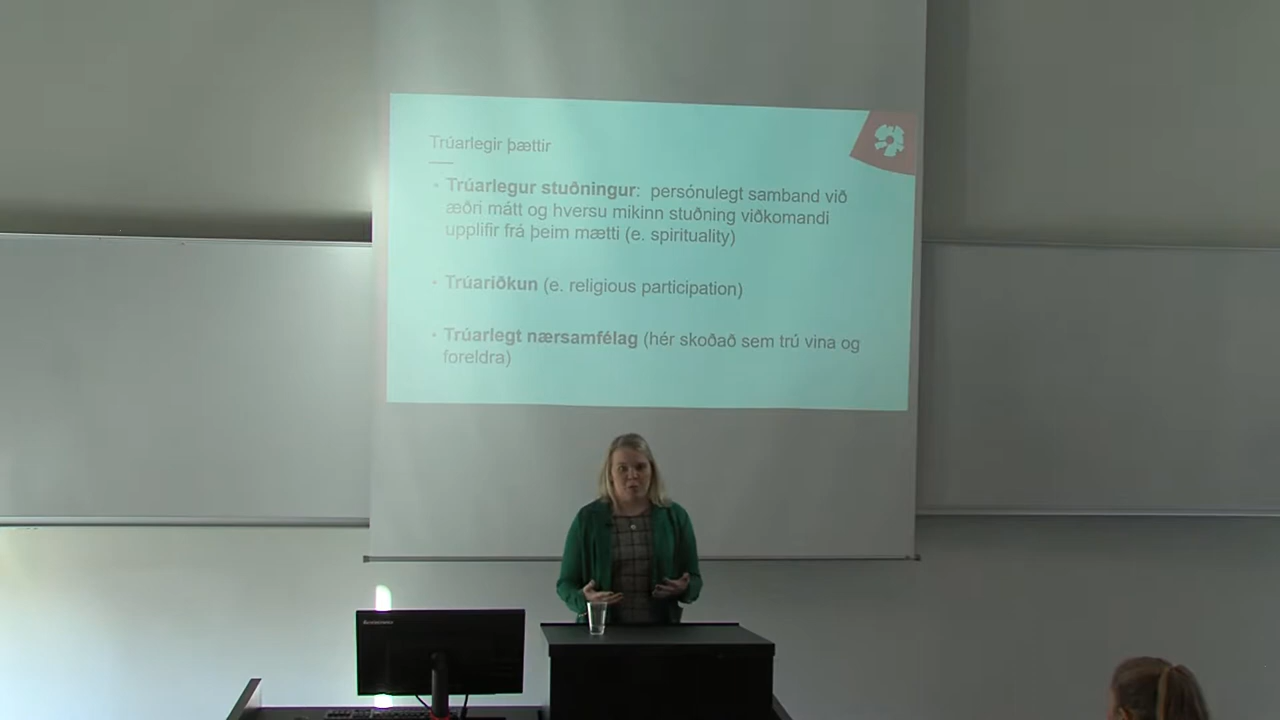 Trúarlegir þættir
• Trúarlegur stuðningur: persónulegt samband við
æðri mátt og hversu mikinn stuðning viðkomandi
upplifir frá þeim mætti (e. spirituality)
• Trúariðkun (e. religious participation)
• Trúarlegt nærsamfélag (hér skoðað sem trú vina og
foreldra)